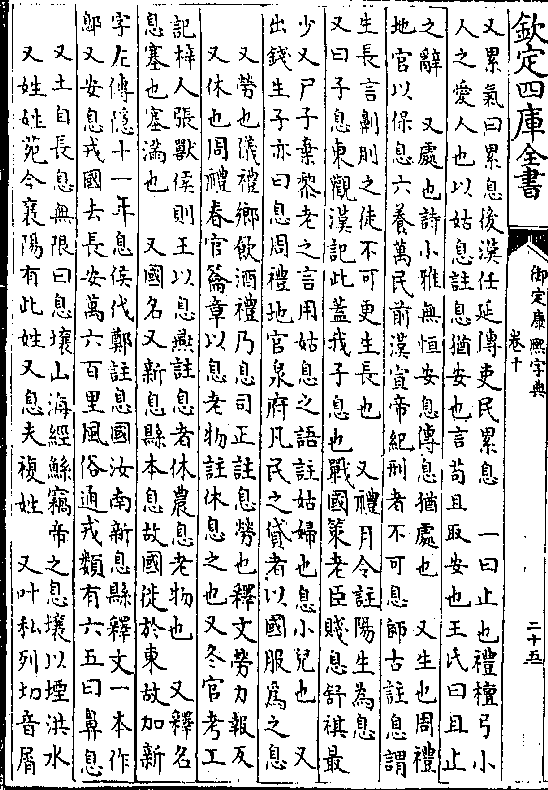 欽定四庫全書
御定康熙字典
卷十
二十五
又累氣曰累息後漢任延傳吏民累息　一曰止也禮檀弓小
人之愛人也以姑息註息猶安也言苟且取安也王氏曰且止
之辭　又處也詩小雅無恒安息傳息猶處也　又生也周禮
地官以保息六養萬民前漢宣帝紀刑者不可息師古註息謂
生長言劓刖之徒不可更生長也　又禮月令註陽生為息
又曰子息東觀漢記此蓋我子息也戰國策老臣賤息舒祺最
少又尸子棄黎老之言用姑息之語註姑婦也息小兒也　又
出錢生子亦曰息周禮地官泉府凡民之貸者以國服為之息
又勞也儀禮鄉飲酒禮乃息司正註息勞也釋文勞力報反
又休也周禮春官籥章以息老物註休息之也又冬官考工
記梓人張獸侯則王以息燕註息者休農息老物也　又釋名
息塞也塞滿也　又國名又新息縣本息故國徙於東故加新
字左傳隱十一年息侯伐鄭註息國汝南新息縣釋文一本作
鄎又安息戎國去長安萬六百里風俗通戎類有六五曰鼻息
又土自長息無限曰息壤山海經鯀竊帝之息壤以堙洪水
又姓姓苑今襄陽有此姓又息夫複姓　又叶私列切音屑